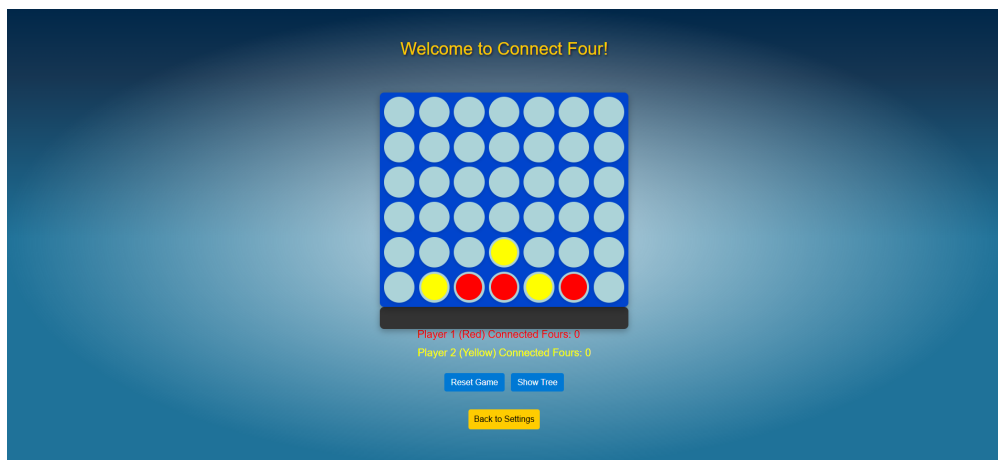 Welcome to Connect Four!
Player 1 (Red) Connected Fours: 0
Player 2 (Yellow) Connected Fours: 0
Reset Game
Show Tree
Back to Settings